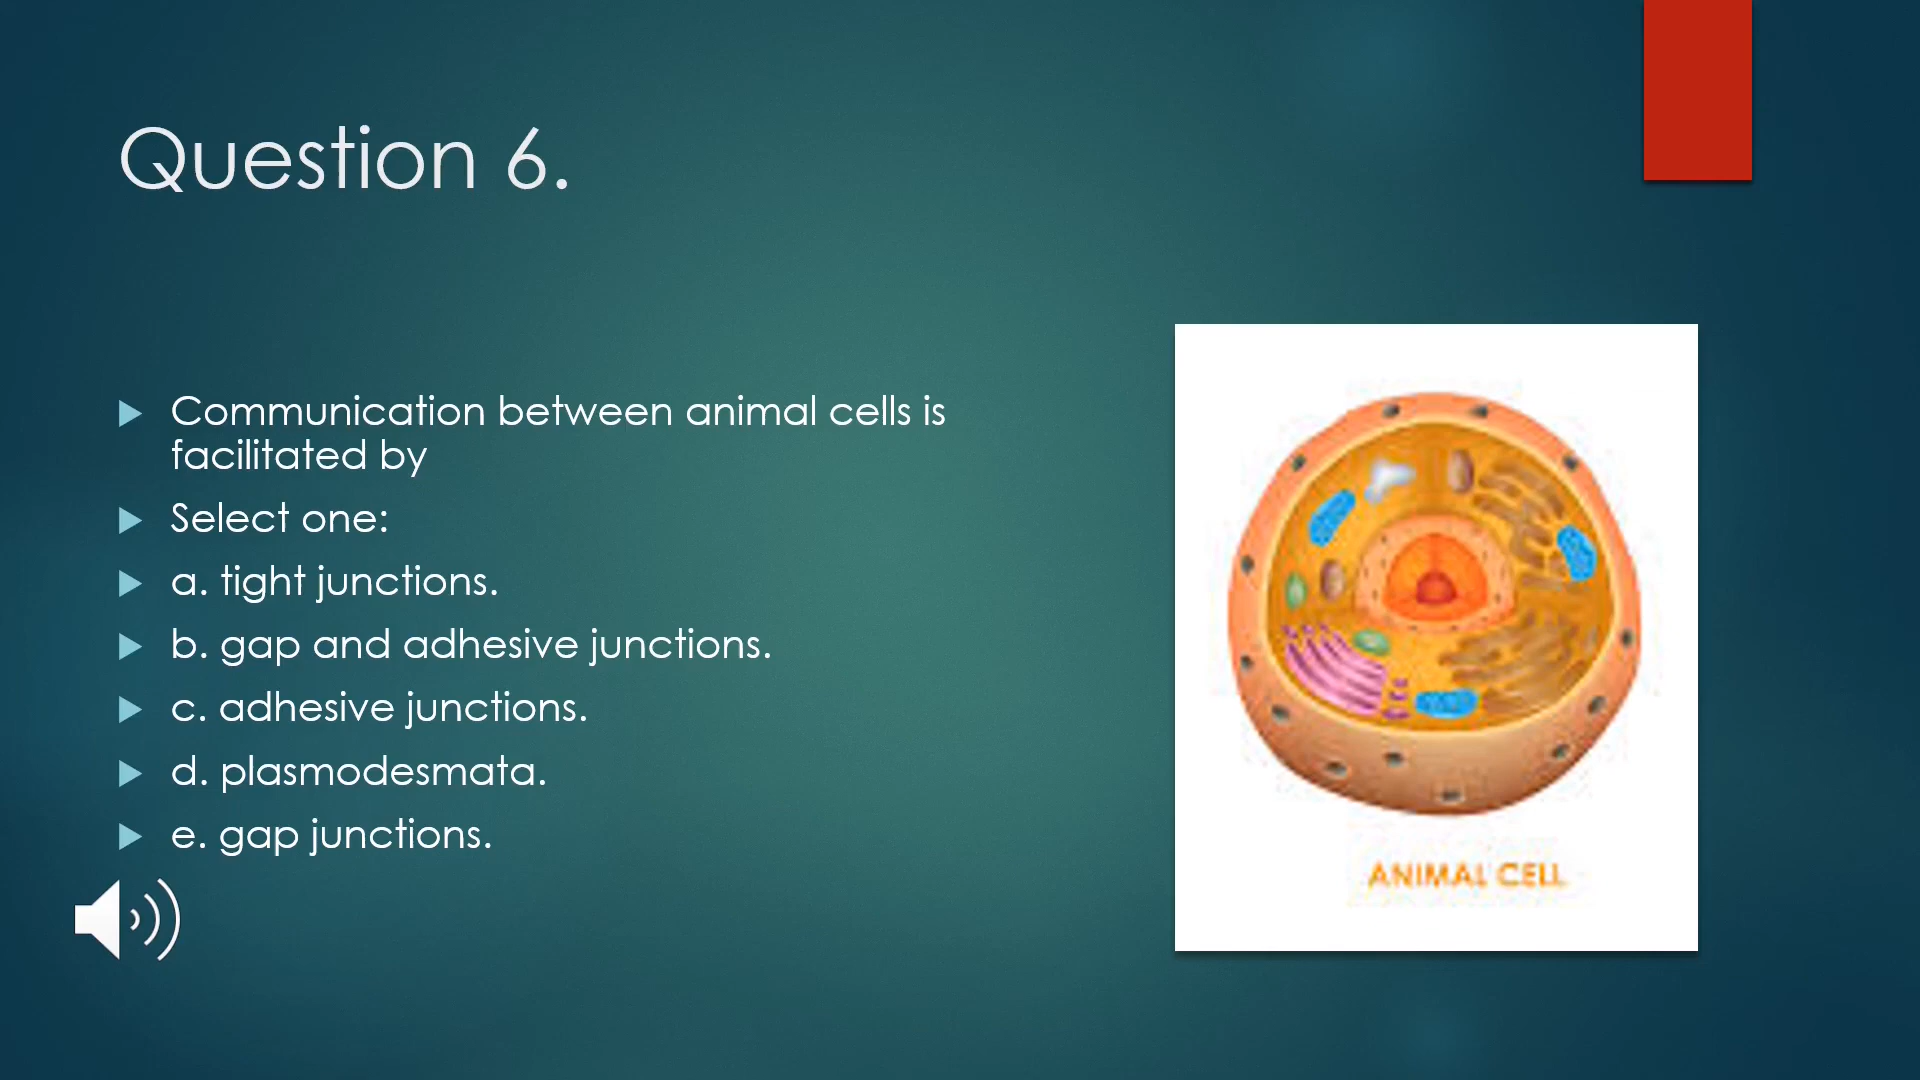 Question 6.
Communication between animal cells is
facilitated by
Select one:
a. tight junctions.
b. gap and adhesive junctions.
c. adhesive junctions.
d. plasmodesmata.
e. gap junctions.
ANIMAL CELL